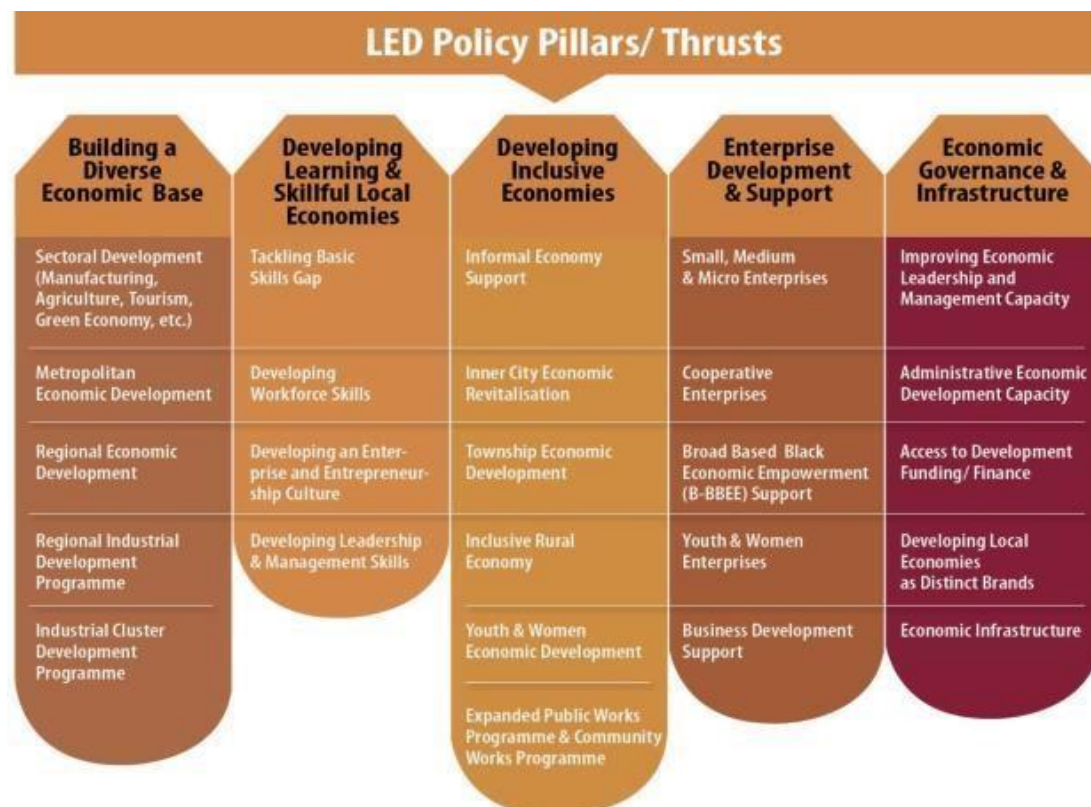 LED Policy Pillars/ Thrusts
Building a
Diverse
Economic Base
Sectoral Development
(Manufacturing,
Agriculture, Tourism,
Green Economy, etc.)
Metropolitan
Economic Development
Regional Economic
Development
Regional Industrial
Development
Programme
Industrial Cluster
Development
Programme
Developing
Learning &
Skillful Local
Economies
Tackling Basic
Skills Gap
Developing
Workforce Skills
Developing an Enter-
prise and Entrepreneur-
ship Culture
Developing Leadership
& Management Skills
Developing
Inclusive
Economies
Informal Economy
Support
Inner City Economic
Revitalisation
Township Economic
Development
Inclusive Rural
Economy
Youth & Women
Economic Development
Expanded Public Works
Programme & Community
Works Programme
Enterprise
Development
& Support
Small, Medium
& Micro Enterprises
Cooperative
Enterprises
Broad Based Black
Economic Empowerment
(B-BBEE) Support
Youth & Women
Enterprises
Business Development
Support
Economic
Governance &
Infrastructure
Improving Economic
Leadership and
Management Capacity
Administrative Economic
Development Capacity
Access to Development
Funding/ Finance
Developing Local
Economies
as Distinct Brands
Economic Infrastructure